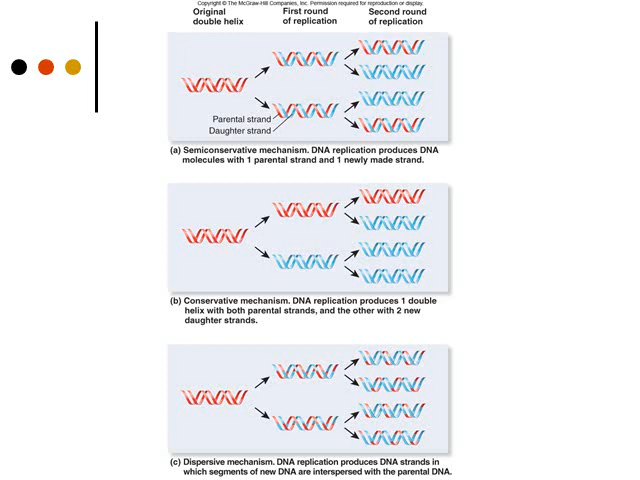 Copyright © The McGraw-Hill Companies, Inc. Permission required for reproduction or display.
Original double helix
First round of replication
Second round of replication
Parental strand
Daughter strand
(a) Semiconservative mechanism. DNA replication produces DNA
molecules with 1 parental strand and 1 newly made strand.
(b) Conservative mechanism. DNA replication produces 1 double
helix with both parental strands, and the other with 2 new
daughter strands.
(c) Dispersive mechanism. DNA replication produces DNA strands in
which segments of new DNA are interspersed with the parental DNA.